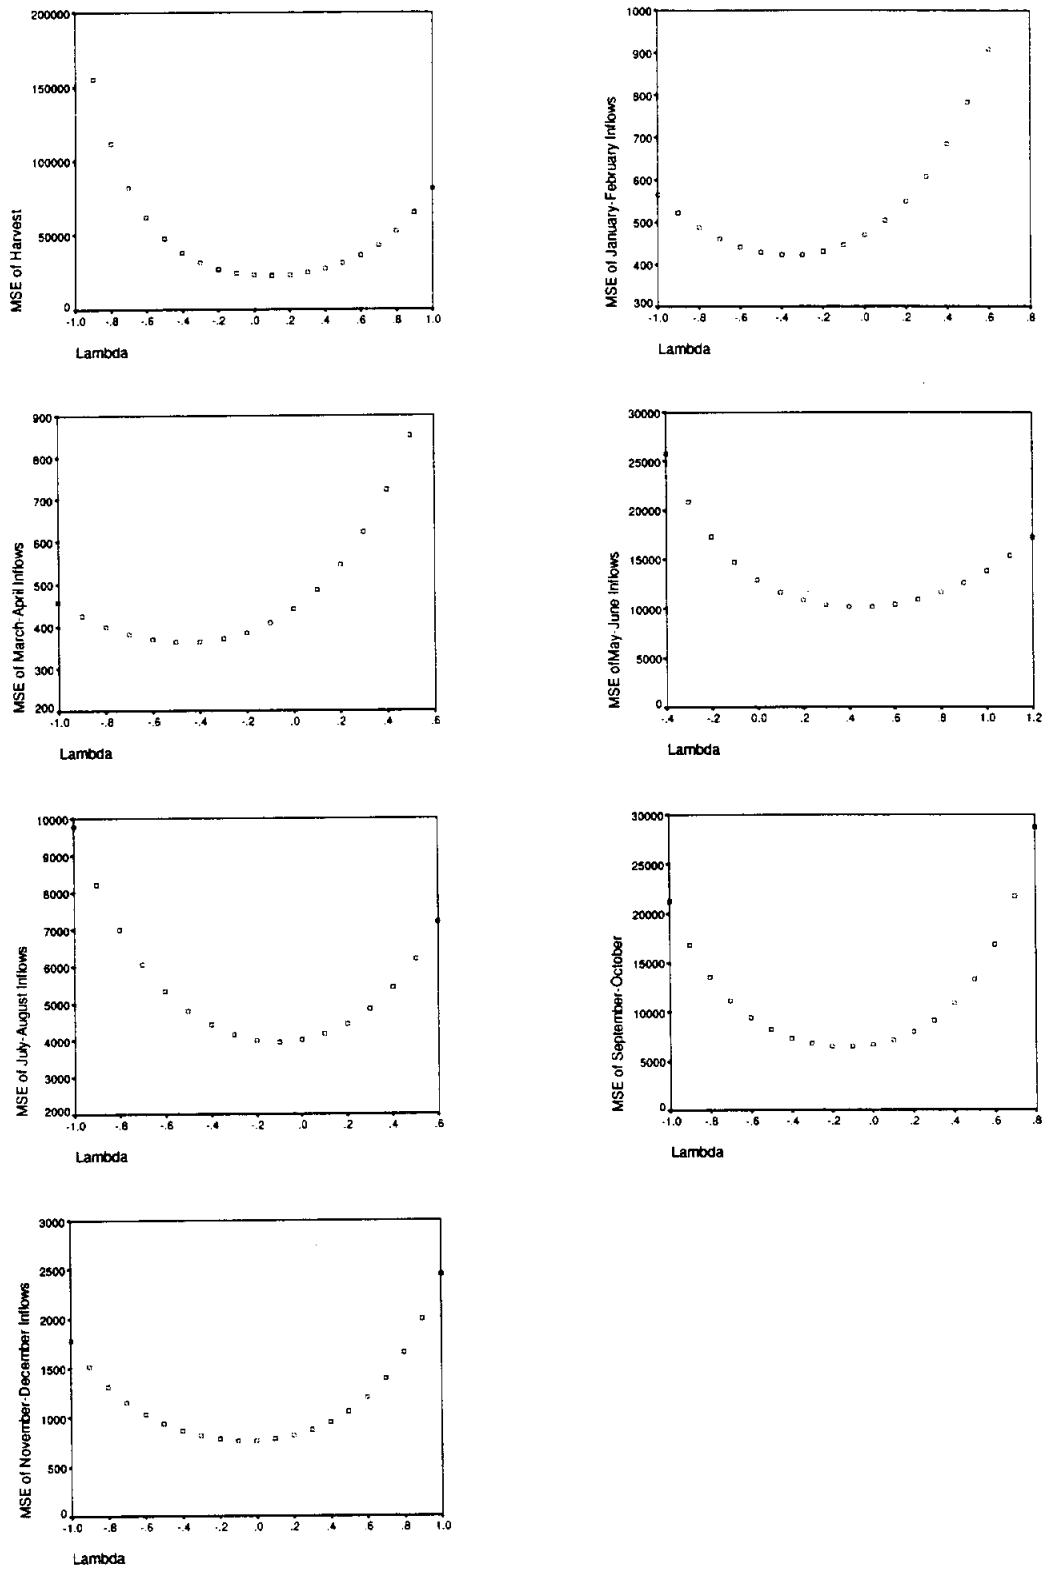 MSE of Harvest
200000
150000
100000
50000
0
-1.0 -.8 -.6 -.4 -.2 .0 .2 .4 .6 .8 1.0
Lambda
MSE of January-February Inflows
1000
900
800
700
600
500
400
300
-1.0 -.8 -.6 -.4 -.2 .0 .2 .4 .6 .8
Lambda
MSE of March-April Inflows
900
800
700
600
500
400
300
200
-1.0 -.8 -.6 -.4 -.2 .0 .2 .4 .6
Lambda
MSE ofMay-June Inflows
30000
25000
20000
15000
10000
5000
0
-.4 -.2 0.0 .2 .4 .6 .8 1.0 1.2
Lambda
MSE of July-August Inflows
10000
9000
8000
7000
6000
5000
4000
3000
2000
-1.0 -.8 -.6 -.4 -.2 .0 .2 .4 .6
Lambda
MSE of September-October
30000
25000
20000
15000
10000
5000
0
-1.0 -.8 -.6 -.4 -.2 0.0 .2 .4 .6 .8
Lambda
MSE of November-December Inflows
3000
2500
2000
1500
1000
500
0
-1.0 -.8 -.6 -.4 -.2 .0 .2 .4 .6 .8 1.0
Lambda